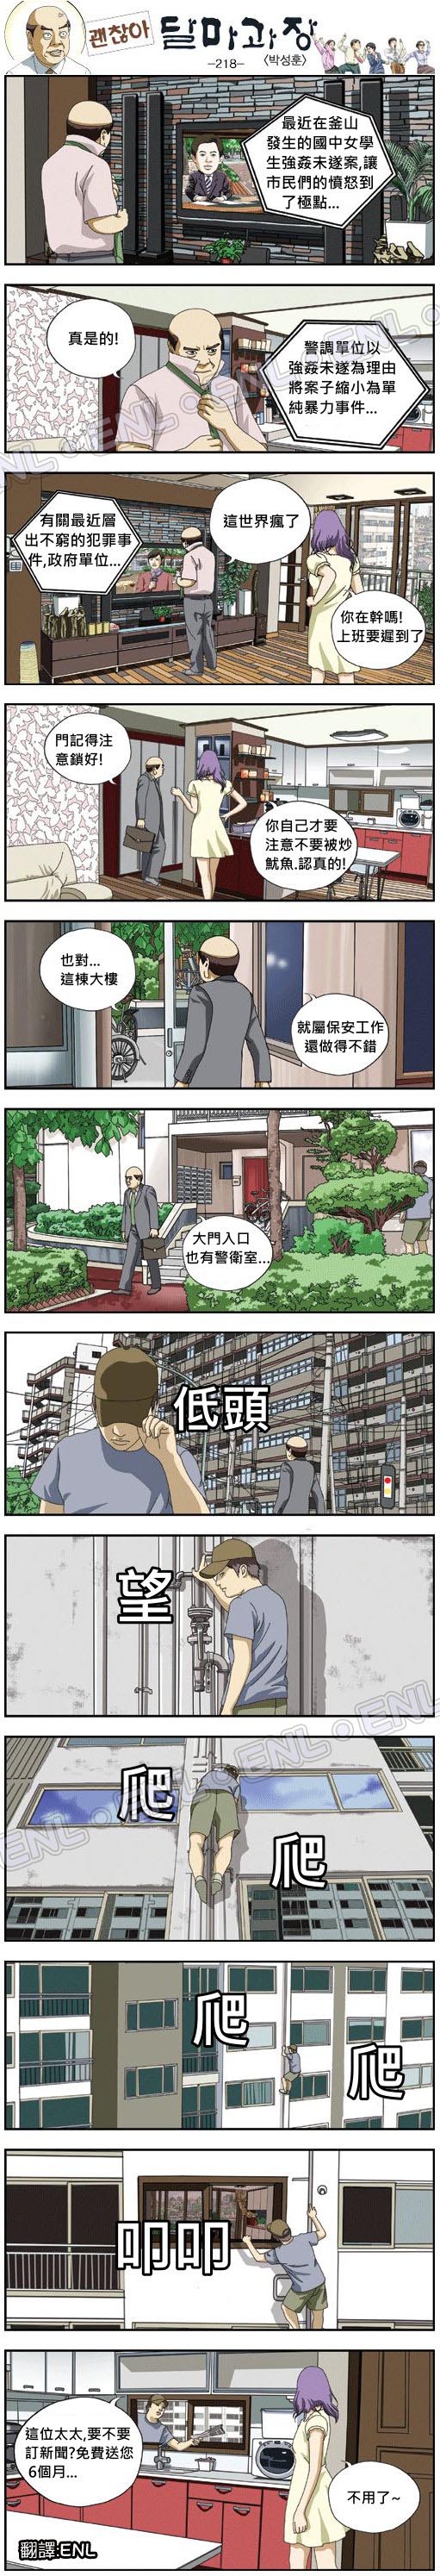 괜찮아
달마과장
-218-
〈박성훈〉
最近在釜山
發生的國中女學
生強姦未遂案,讓
市民們的憤怒到
了極點...
真是的!
警調單位以
強姦未遂為理由
將案子縮小為單
純暴力事件...
有關最近層
出不窮的犯罪事
件,政府單位...
這世界瘋了
你在幹嗎!
上班要遲到了
門記得注
意鎖好!
你自己才要
注意不要被炒
魷魚.認真的!
也對...
這棟大樓
就屬保安工作
還做得不錯
大門入口
也有警衛室...
低頭
望
爬
爬
爬
爬
叩叩
這位太太,要不要
訂新聞?免費送您
6個月...
不用了~
翻譯:ENL
ENL
ENL
ENL
ENL
ENL
ENL